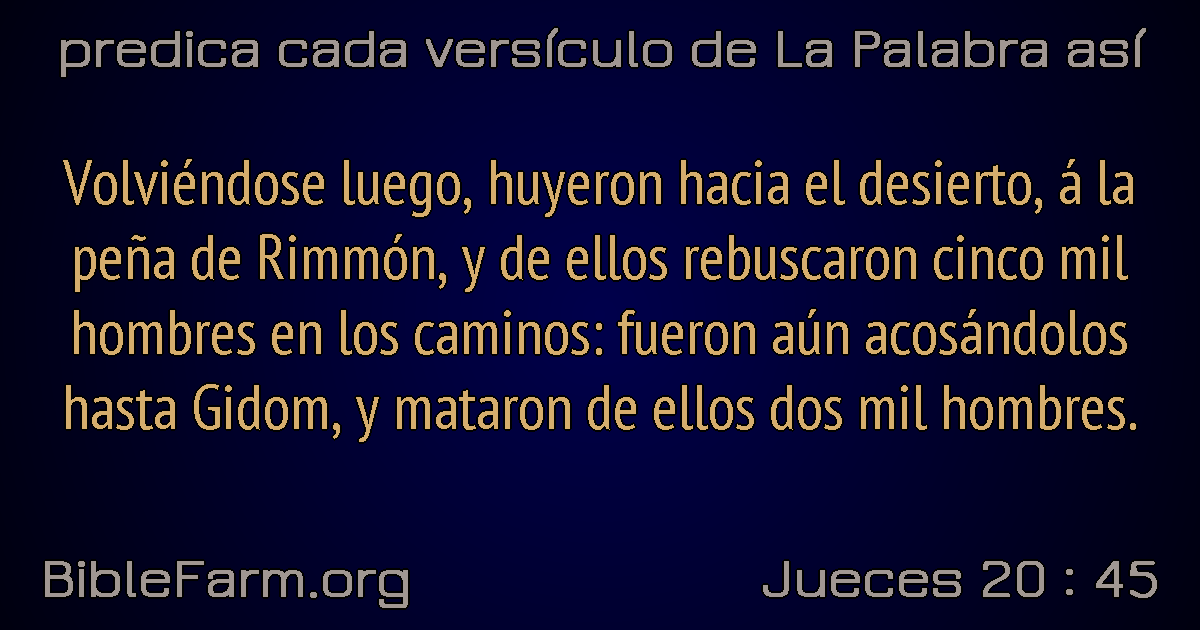 predica cada versículo de La Palabra así
Volviéndose luego, huyeron hacia el desierto, á la
peña de Rimmón, y de ellos rebuscaron cinco mil
hombres en los caminos: fueron aún acosándolos
hasta Gidom, y mataron de ellos dos mil hombres.
BibleFarm.org
Jueces 20 : 45